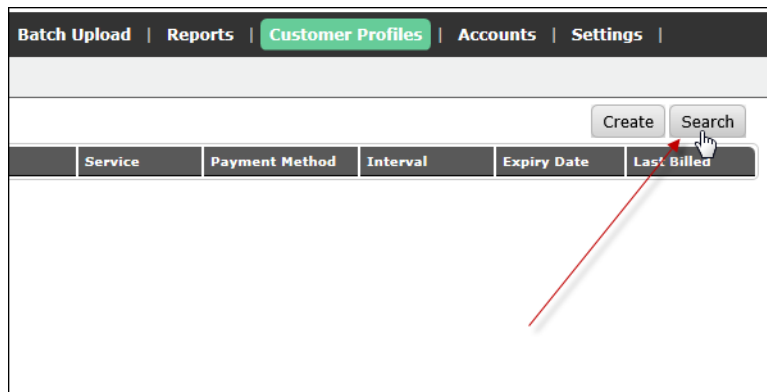 Batch Upload | Reports | Customer Profiles | Accounts | Settings |
Create Search
Service Payment Method Interval Expiry Date Last Billed